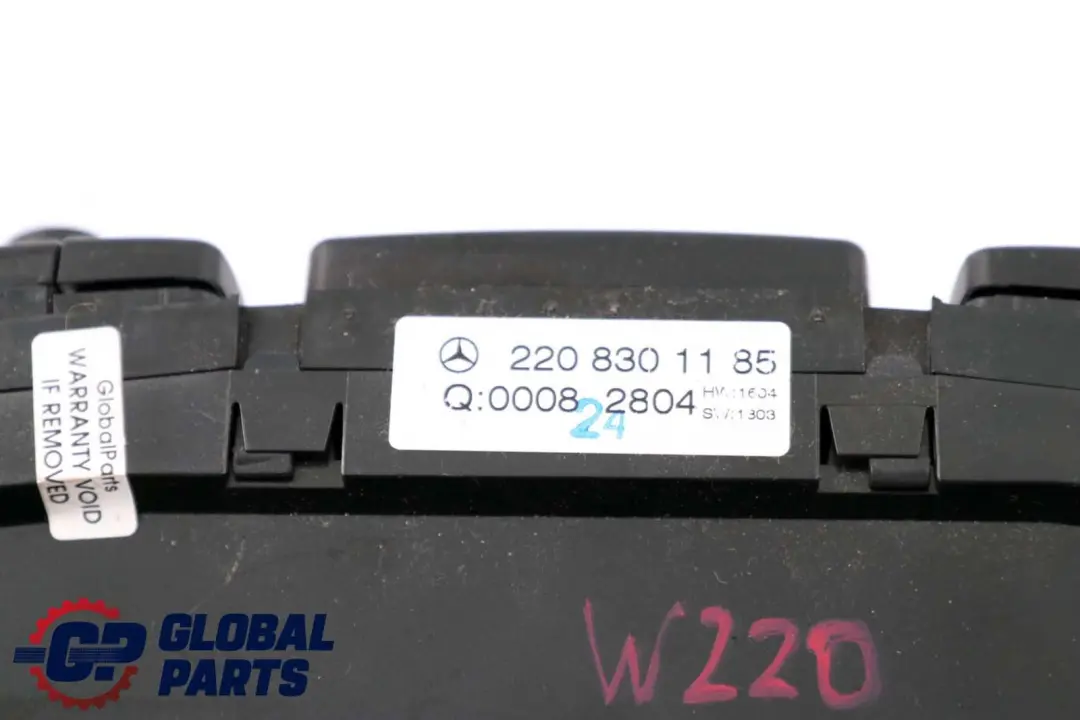 220 830 11 85
Q:0008 2804
HW:1604
SW:1303
24
GlobalParts
WARRANTY VOID
IF REMOVED
W220
GP GLOBAL
PARTS